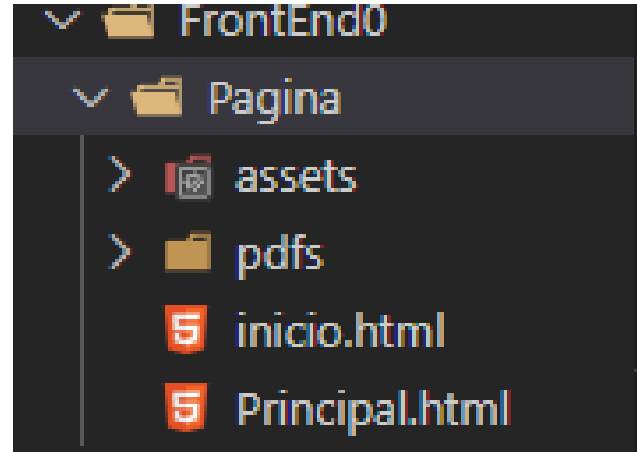 FrontEnd0
Pagina
assets
pdfs
inicio.html
Principal.html